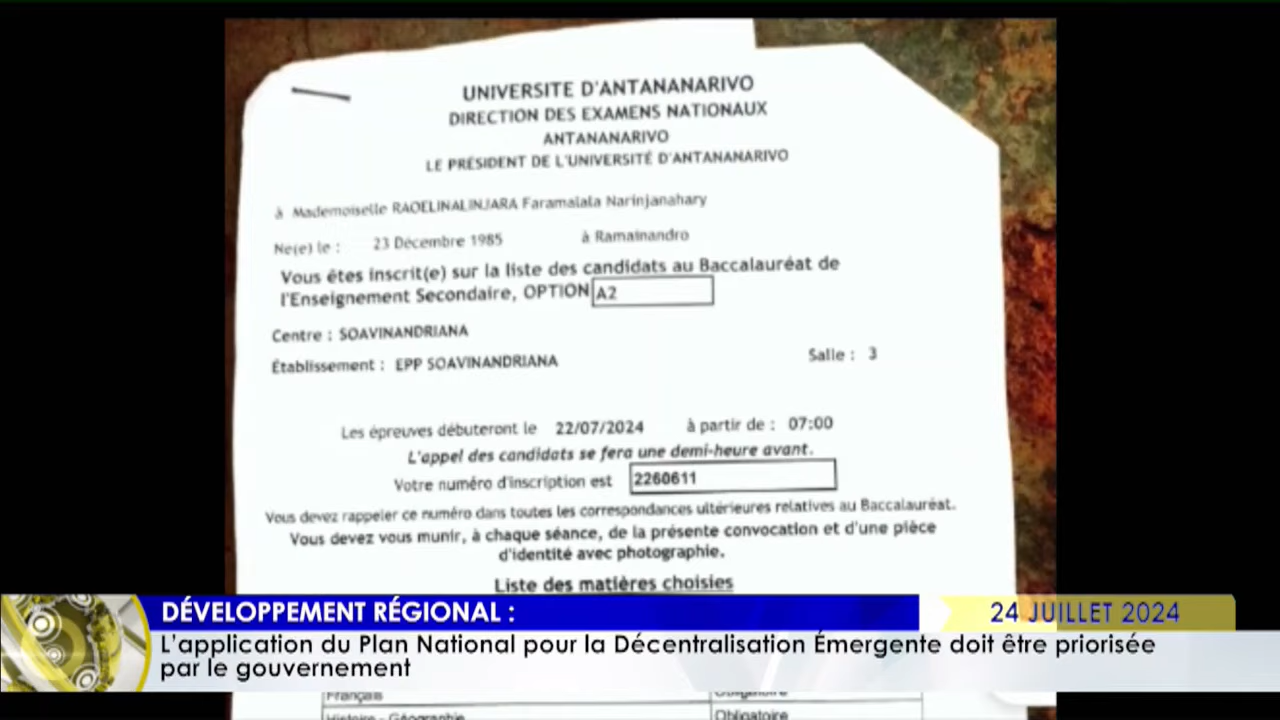 UNIVERSITE D'ANTANANARIVO
DIRECTION DES EXAMENS NATIONAUX
ANTANANARIVO
LE PRÉSIDENT DE L'UNIVERSITÉ D'ANTANANARIVO
à Mademoiselle RAOELINALINJARA Faramalala Narinjanahary
Ne(e) le : 23 Décembre 1985 à Ramainandro
Vous êtes inscrit(e) sur la liste des candidats au Baccalauréat de
l'Enseignement Secondaire, OPTION A2
Centre : SOAVINANDRIANA
Établissement : EPP SOAVINANDRIANA Salle : 3
Les épreuves débuteront le 22/07/2024 à partir de : 07:00
L'appel des candidats se fera une demi-heure avant.
Votre numéro d'inscription est 2260611
Vous devez rappeler ce numéro dans toutes les correspondances ultérieures relatives au Baccalauréat.
Vous devez vous munir, à chaque séance, de la présente convocation et d'une pièce
d'identité avec photographie.
Liste des matières choisies
DÉVELOPPEMENT RÉGIONAL :
24 JUILLET 2024
L'application du Plan National pour la Décentralisation Émergente doit être priorisée
par le gouvernement
Français Obligatoire
Histoire - Géographie Obligatoire